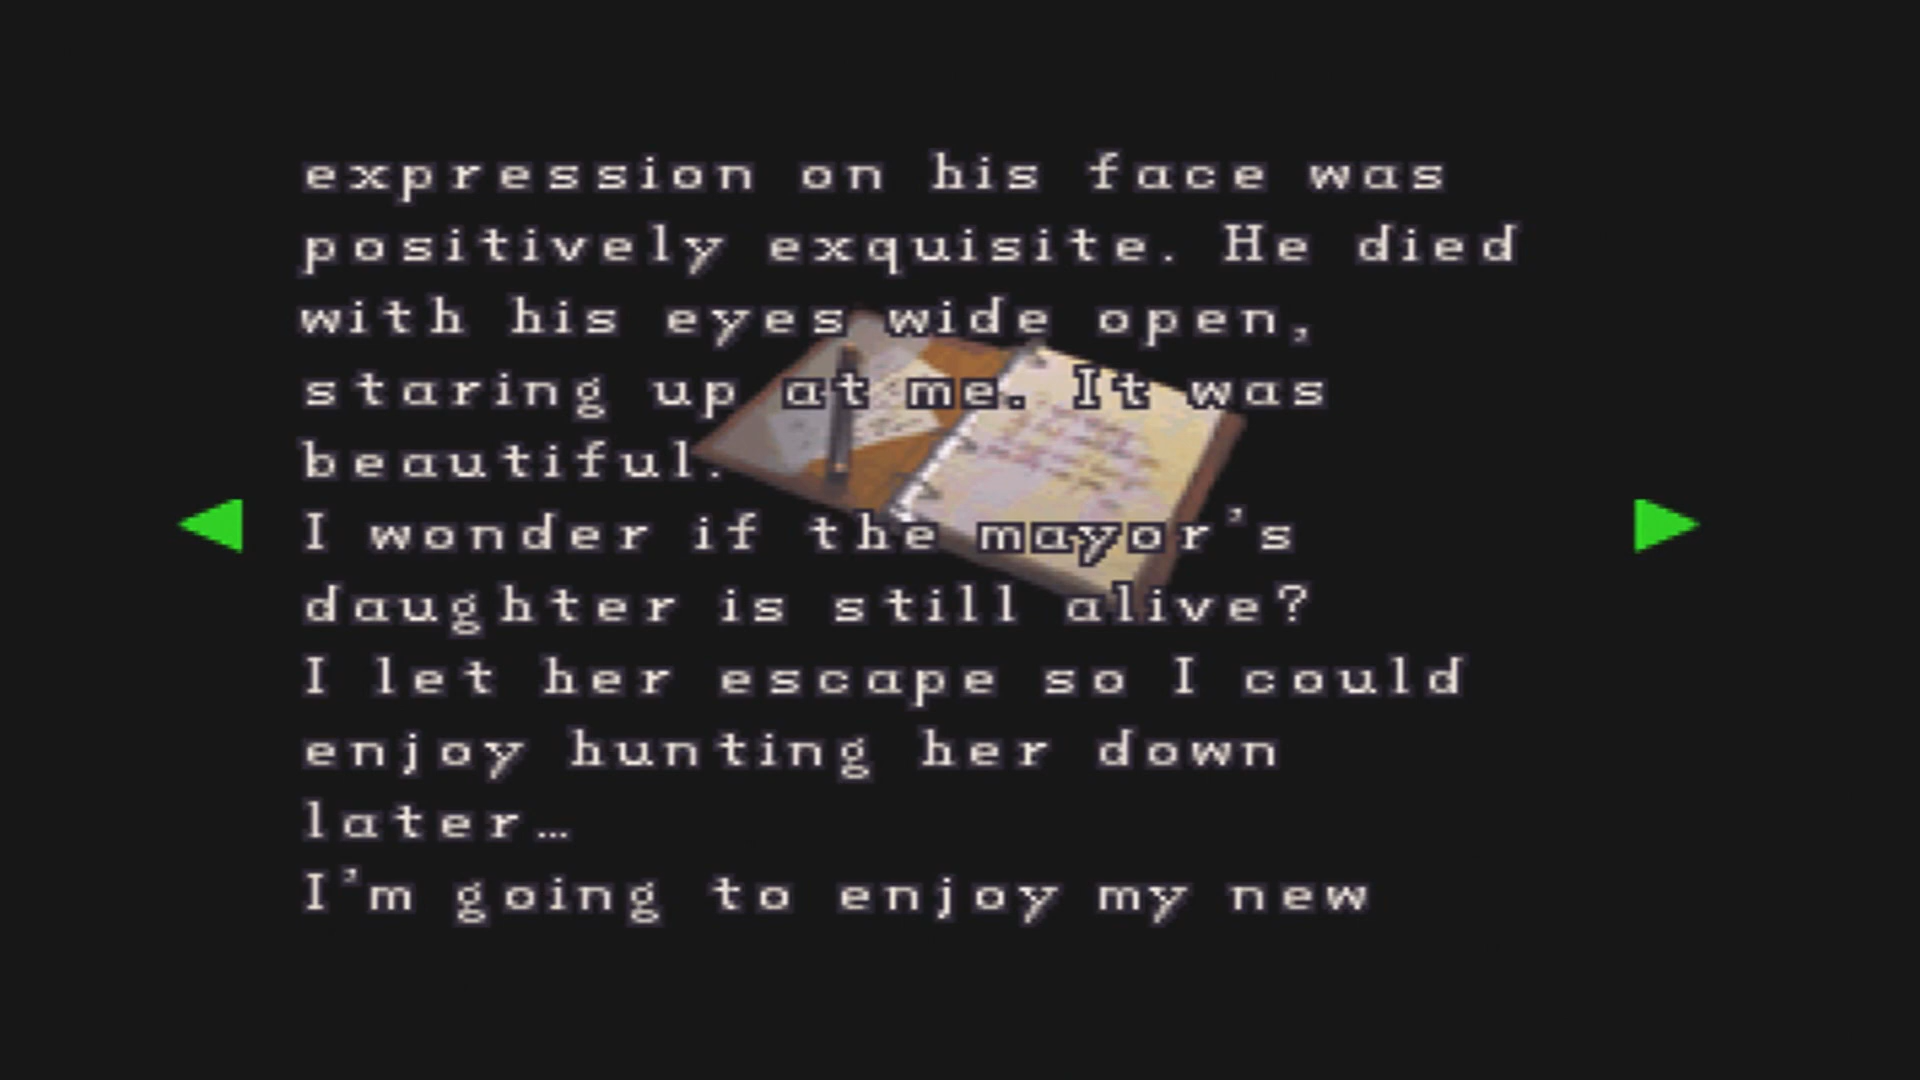 expression on his face was
positively exquisite. He died
with his eyes wide open,
staring up at me. It was
beautiful.
I wonder if the mayor's
daughter is still alive?
I let her escape so I could
enjoy hunting her down
later…
I'm going to enjoy my new